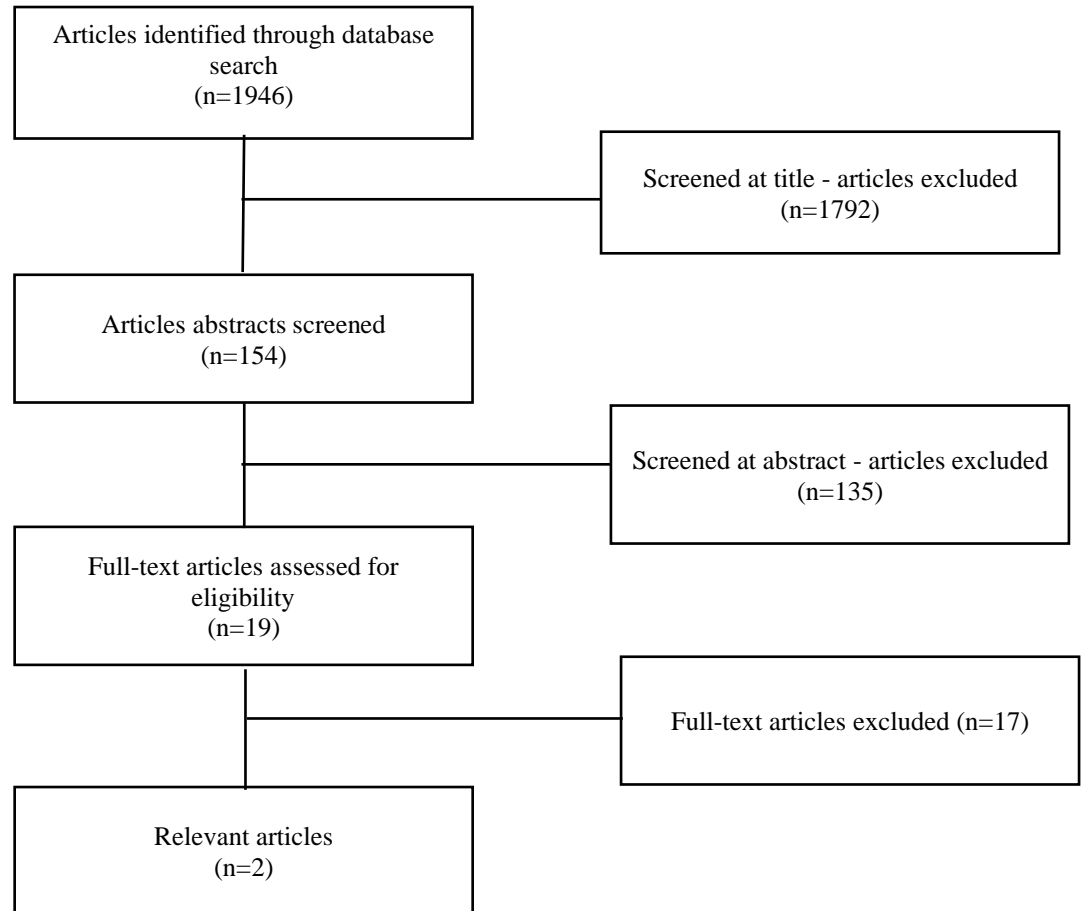 Articles identified through database
search
(n=1946)
Screened at title - articles excluded
(n=1792)
Articles abstracts screened
(n=154)
Screened at abstract - articles excluded
(n=135)
Full-text articles assessed for
eligibility
(n=19)
Full-text articles excluded (n=17)
Relevant articles
(n=2)